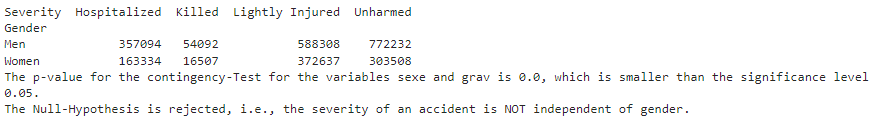 Severity Hospitalized Killed Lightly Injured Unharmed
Gender
Men 357094 54092 588308 772232
Women 163334 16507 372637 303508
The p-value for the contingency-Test for the variables sexe and grav is 0.0, which is smaller than the significance level
0.05.
The Null-Hypothesis is rejected, i.e., the severity of an accident is NOT independent of gender.